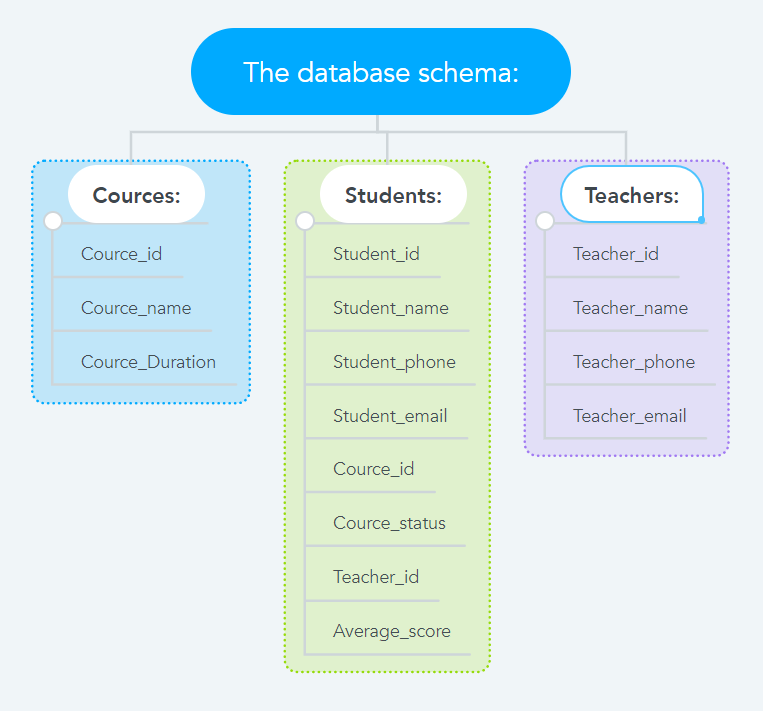 The database schema:
Cources:
Cource_id
Cource_name
Cource_Duration
Students:
Student_id
Student_name
Student_phone
Student_email
Cource_id
Cource_status
Teacher_id
Average_score
Teachers:
Teacher_id
Teacher_name
Teacher_phone
Teacher_email